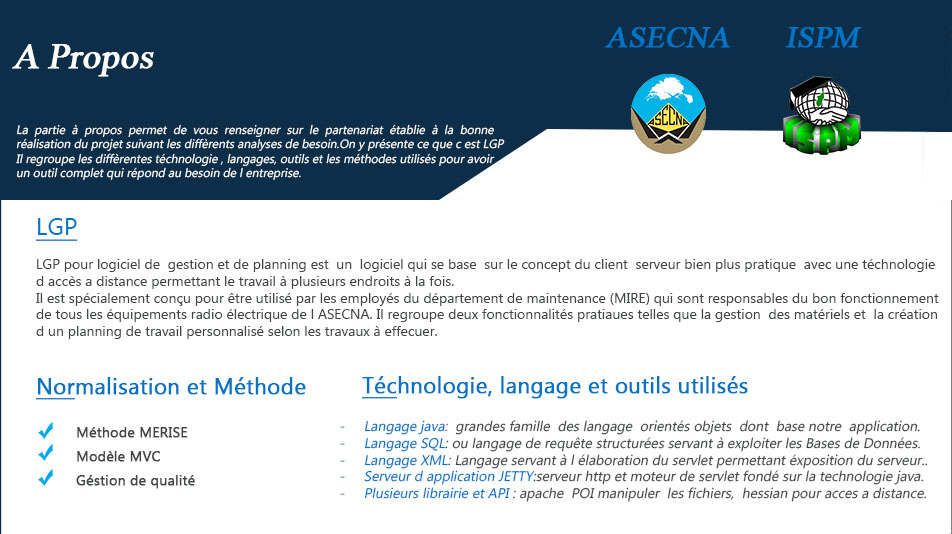 A Propos
ASECNA
ISPM
ASECNA
ISPM
La partie à propos permet de vous renseigner sur le partenariat établie à la bonne
réalisation du projet suivant les différents analyses de besoin.On y présente ce que c est LGP
Il regroupe les diffèrentes téchnologie , langages, outils et les méthodes utilisés pour avoir
un outil complet qui répond au besoin de l entreprise.
LGP
LGP pour logiciel de gestion et de planning est un logiciel qui se base sur le concept du client serveur bien plus pratique avec une téchnologie
d accès a distance permettant le travail à plusieurs endroits à la fois.
Il est spécialement conçu pour être utilisé par les employés du département de maintenance (MIRE) qui sont responsables du bon fonctionnement
de tous les équipements radio électrique de l ASECNA. Il regroupe deux fonctionnalités pratiaues telles que la gestion des matériels et la création
d un planning de travail personnalisé selon les travaux à effecuer.
Normalisation et Méthode
Méthode MERISE
Modèle MVC
Géstion de qualité
Téchnologie, langage et outils utilisés
- Langage java: grandes famille des langage orientés objets dont base notre application.
- Langage SQL: ou langage de requête structurées servant à exploiter les Bases de Données.
- Langage XML: Langage servant à l élaboration du servlet permettant éxposition du serveur..
- Serveur d application JETTY:serveur http et moteur de servlet fondé sur la technologie java.
- Plusieurs librairie et API : apache POI manipuler les fichiers, hessian pour acces a distance.